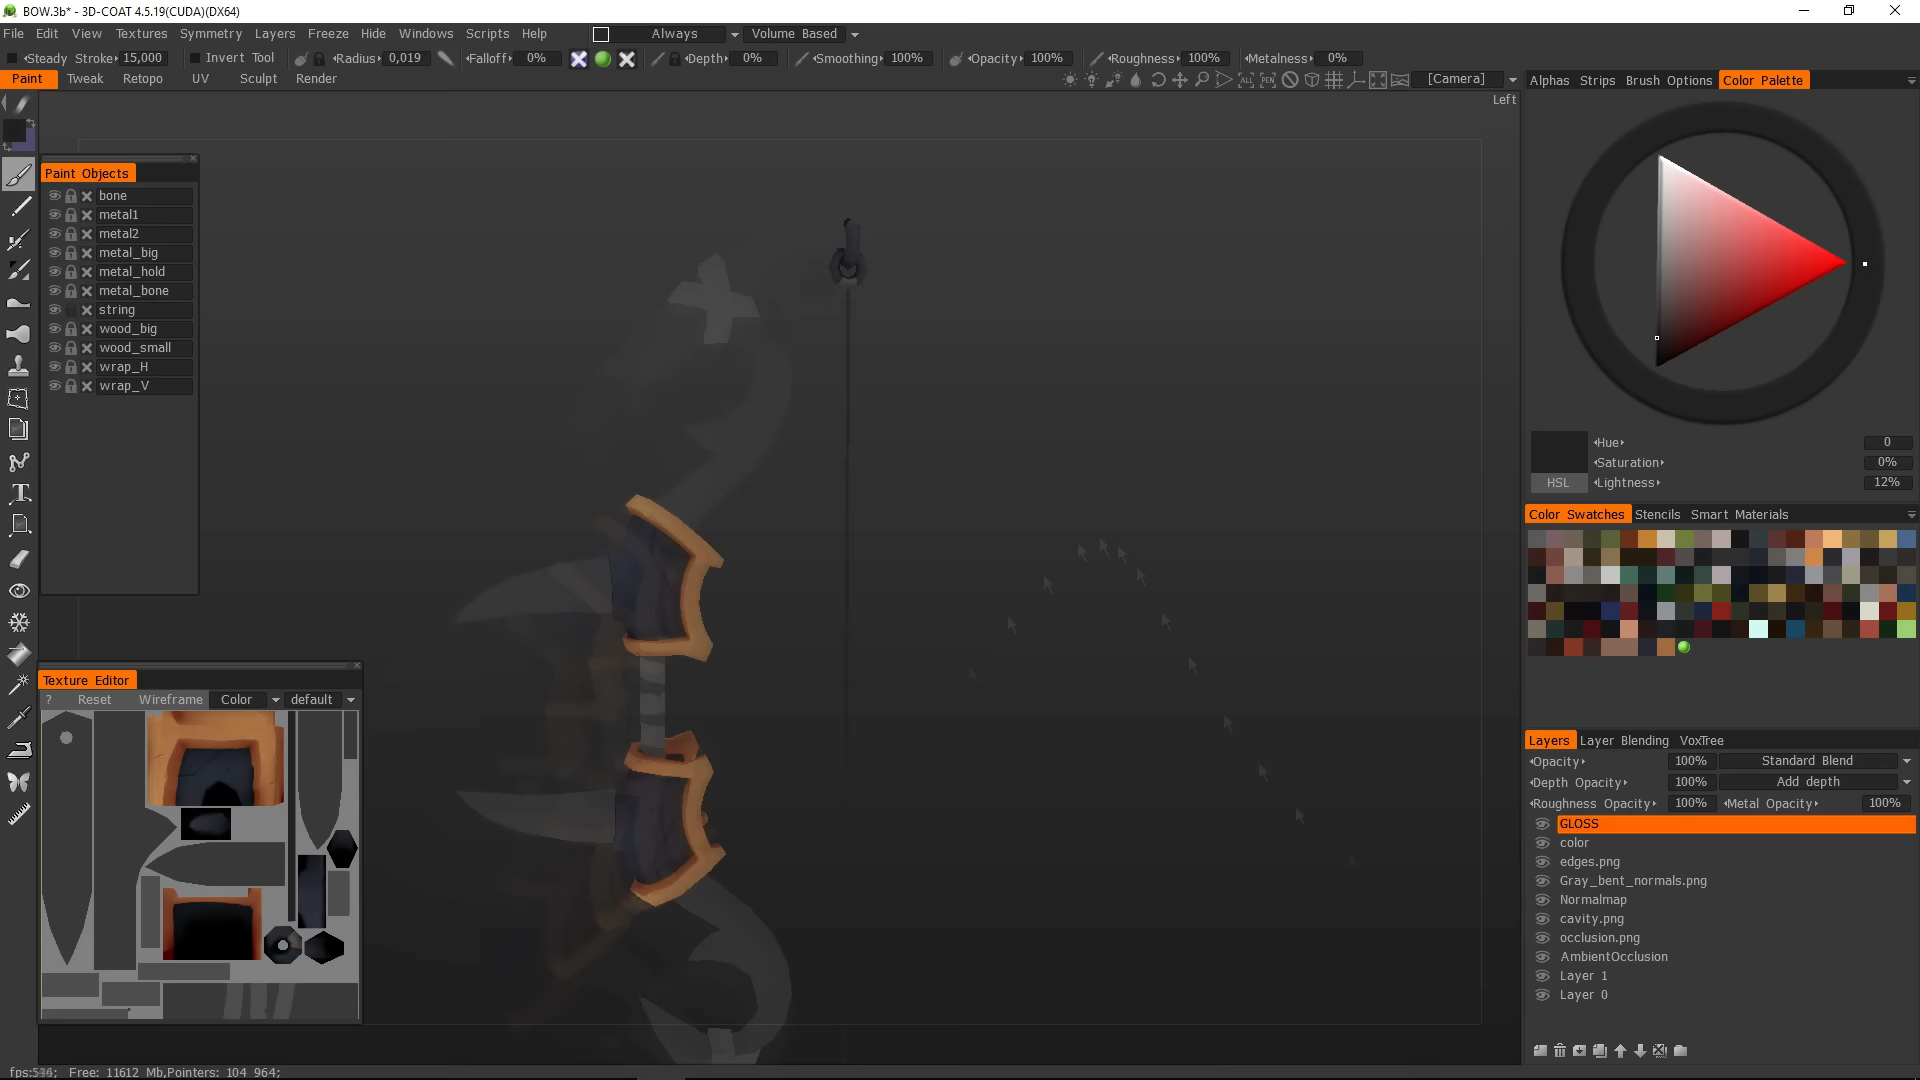 BOW.3b* - 3D-COAT 4.5.19(CUDA)(DX64)
File Edit View Textures Symmetry Layers Freeze Hide Windows Scripts Help Always Volume Based
Steady Stroke 15,000 Invert Tool Radius 0,019 Falloff 0% Depth 0% Smoothing 100% Opacity 100% Roughness 100% Metalness 0%
Paint Tweak Retopo UV Sculpt Render [Camera]
Left
Alphas Strips Brush Options Color Palette
Paint Objects
bone
metal1
metal2
metal_big
metal_hold
metal_bone
string
wood_big
wood_small
wrap_H
wrap_V
Hue 0
Saturation 0%
HSL Lightness 12%
Color Swatches Stencils Smart Materials
Texture Editor
? Reset Wireframe Color default
Layers Layer Blending VoxTree
Opacity 100% Standard Blend
Depth Opacity 100% Add depth
Roughness Opacity 100% Metal Opacity 100%
GLOSS
color
edges.png
Gray_bent_normals.png
Normalmap
cavity.png
occlusion.png
AmbientOcclusion
Layer 1
Layer 0
Free: 11612 Mb,Pointers: 104 964;